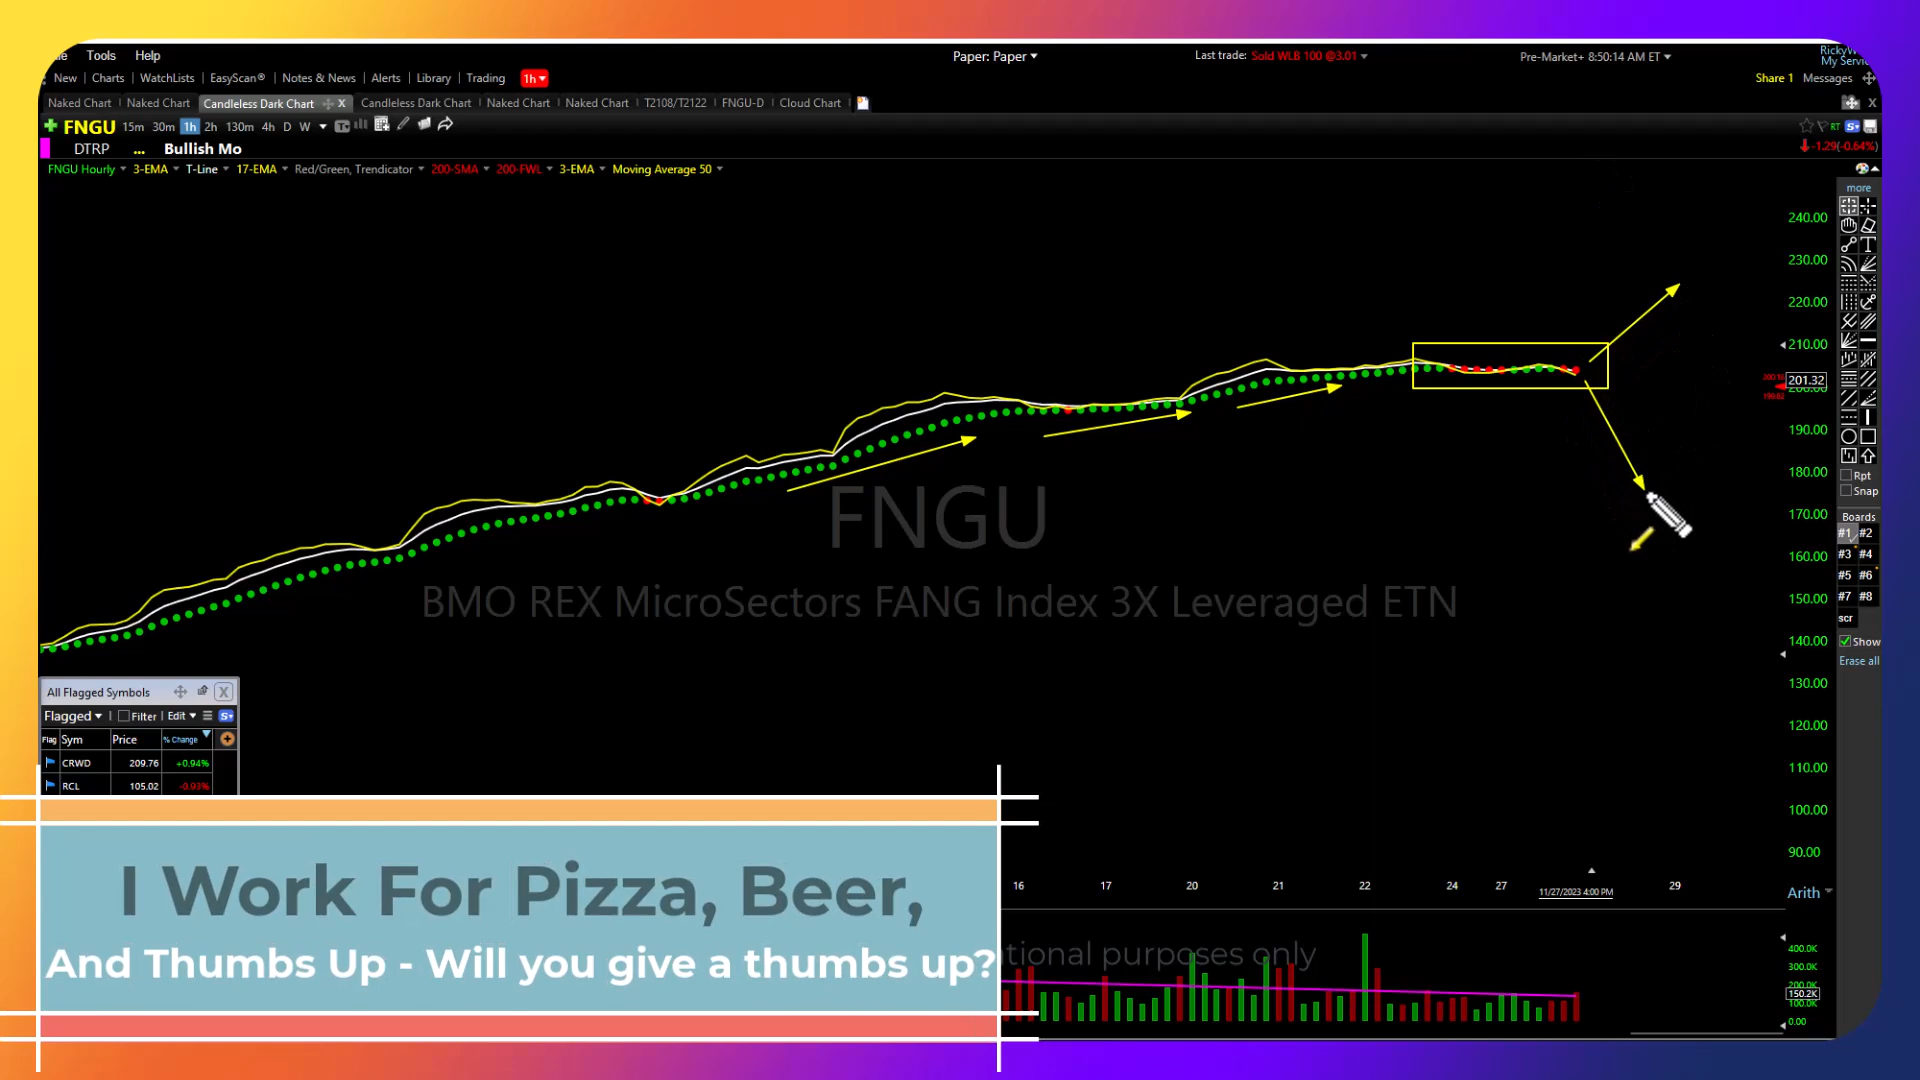 Tools Help
Paper: Paper
Last trade: Sold WLB 100 @3.01
Pre-Market+ 8:50:14 AM ET
My Servic
New Charts WatchLists EasyScan® Notes & News Alerts Library Trading 1h
Share 1 Messages
Naked Chart Naked Chart Candleless Dark Chart X Candleless Dark Chart Naked Chart Naked Chart T2108/T2122 FNGU-D Cloud Chart
X
FNGU 15m 30m 1h 2h 130m 4h D W
RT
DTRP ... Bullish Mo
-1.29(-0.64%)
FNGU Hourly 3-EMA T-Line 17-EMA Red/Green, Trendicator 200-SMA 200-FWL 3-EMA Moving Average 50
more
240.00
230.00
220.00
210.00
201.32
190.00
180.00
170.00
160.00
150.00
140.00
130.00
120.00
110.00
100.00
90.00
Rpt
Snap
Boards
#1 #2
#3 #4
#5 #6
#7 #8
scr
Show
Erase all
FNGU
BMO REX MicroSectors FANG Index 3X Leveraged ETN
All Flagged Symbols X
Flagged Filter Edit
Flag Sym Price % Change
CRWD 209.76 +0.94%
RCL 105.02 -0.93%
I Work For Pizza, Beer,
And Thumbs Up - Will you give a thumbs up?
16 17 20 21 22 24 27 11/27/2023 4:00 PM 29
Arith
tional purposes only
400.0K
300.0K
150.2K
0.00